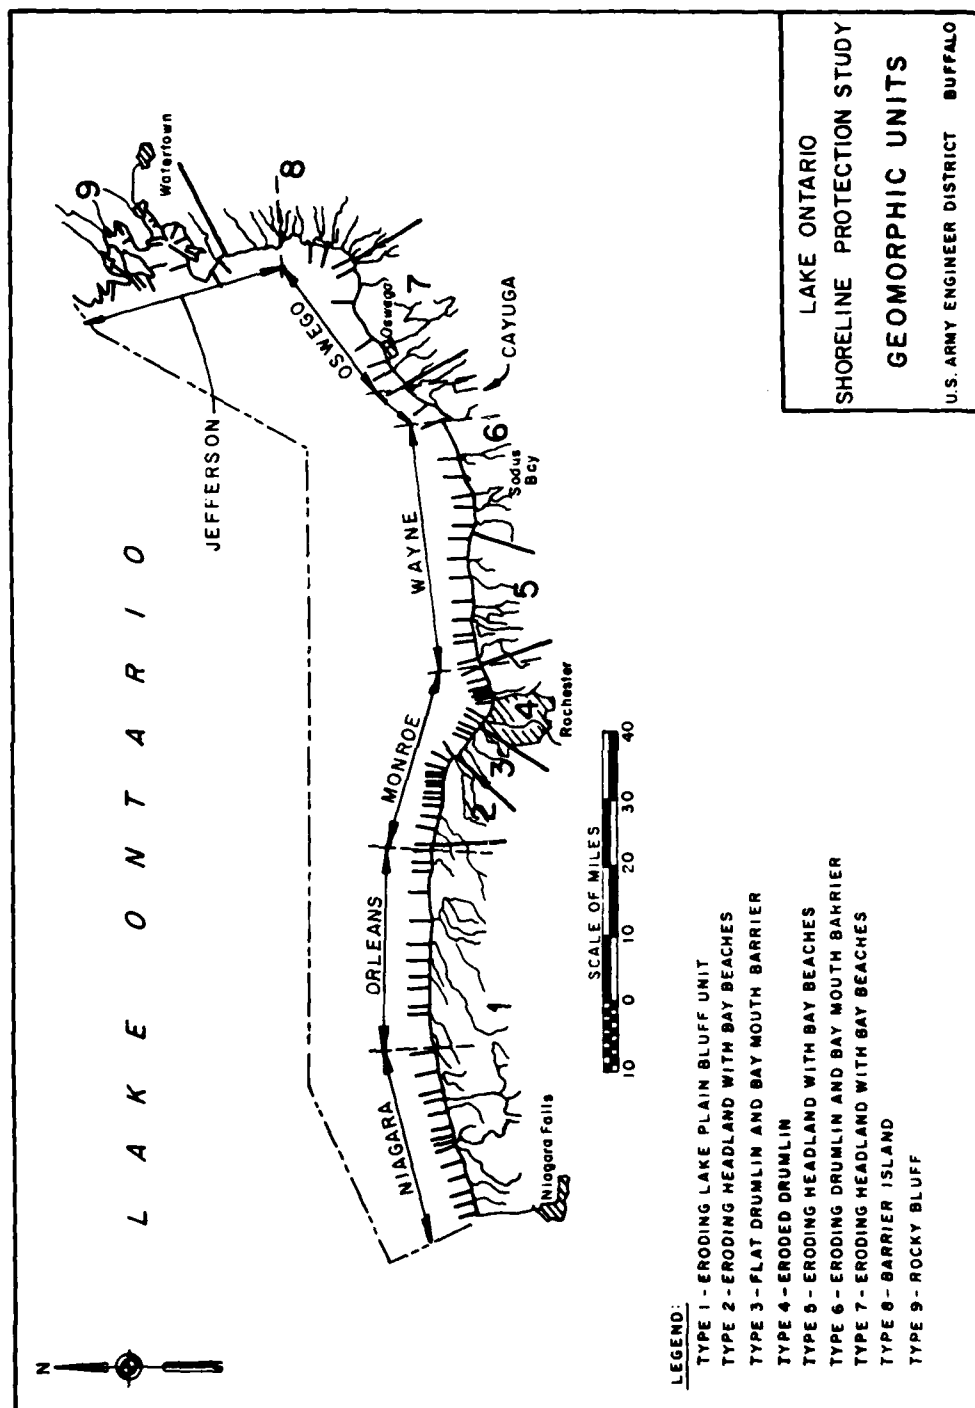 N
LAKE ONTARIO
JEFFERSON
9
Watertown
8
OSWEGO
Oswego
7
CAYUGA
WAYNE
6
Sodus
Bay
5
MONROE
4
Rochester
3
2
ORLEANS
1
NIAGARA
Niagara Falls
SCALE OF MILES
10 0 10 20 30 40
LEGEND:
TYPE 1 - ERODING LAKE PLAIN BLUFF UNIT
TYPE 2 - ERODING HEADLAND WITH BAY BEACHES
TYPE 3 - FLAT DRUMLIN AND BAY MOUTH BARRIER
TYPE 4 - ERODED DRUMLIN
TYPE 5 - ERODING HEADLAND WITH BAY BEACHES
TYPE 6 - ERODING DRUMLIN AND BAY MOUTH BARRIER
TYPE 7 - ERODING HEADLAND WITH BAY BEACHES
TYPE 8 - BARRIER ISLAND
TYPE 9 - ROCKY BLUFF
LAKE ONTARIO
SHORELINE PROTECTION STUDY
GEOMORPHIC UNITS
U.S. ARMY ENGINEER DISTRICT BUFFALO